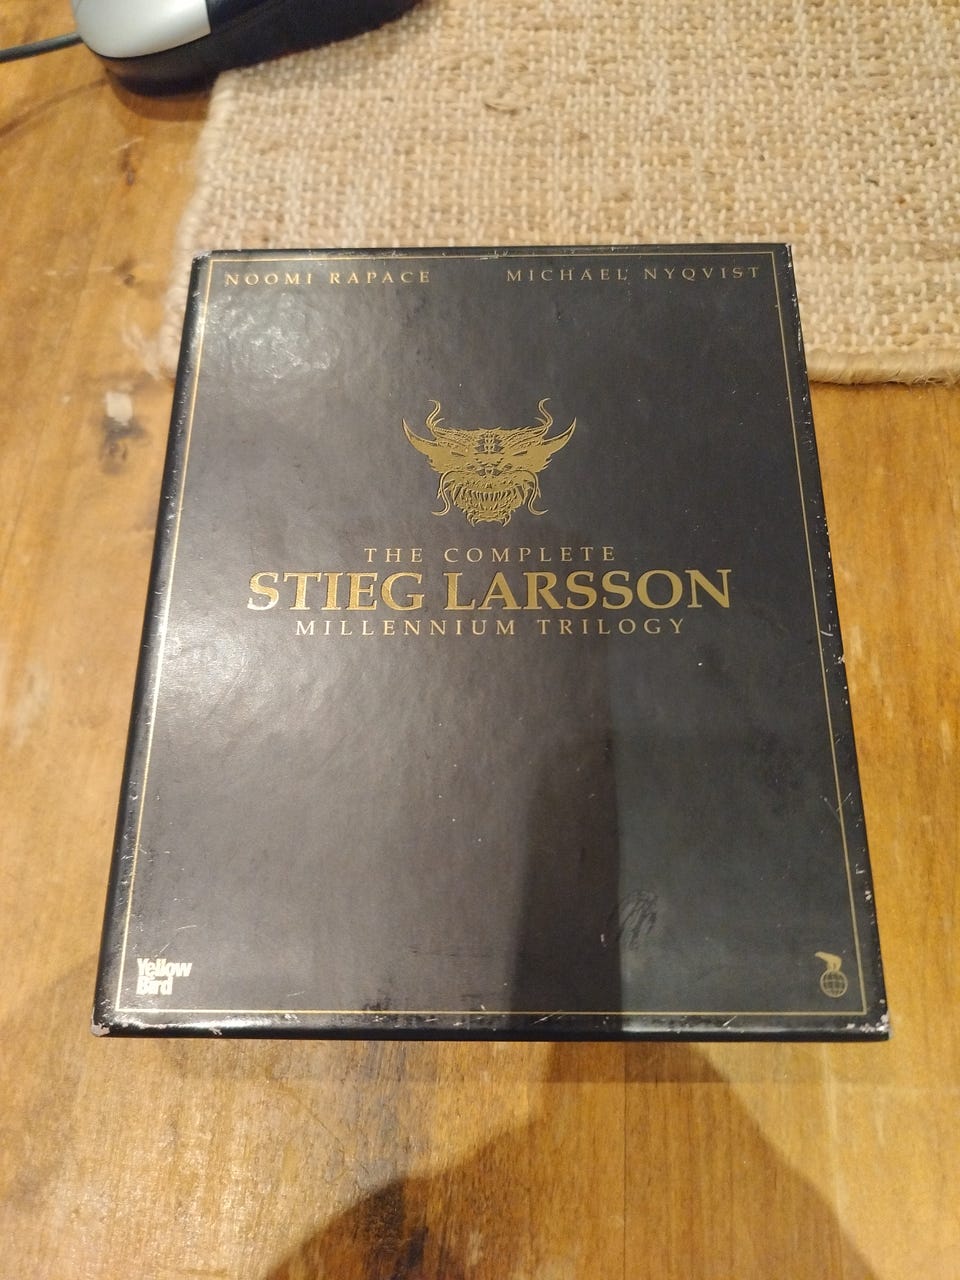 NOOMI RAPACE MICHAEL NYQVIST
THE COMPLETE
STIEG LARSSON
MILLENNIUM TRILOGY
Yellow
Bird